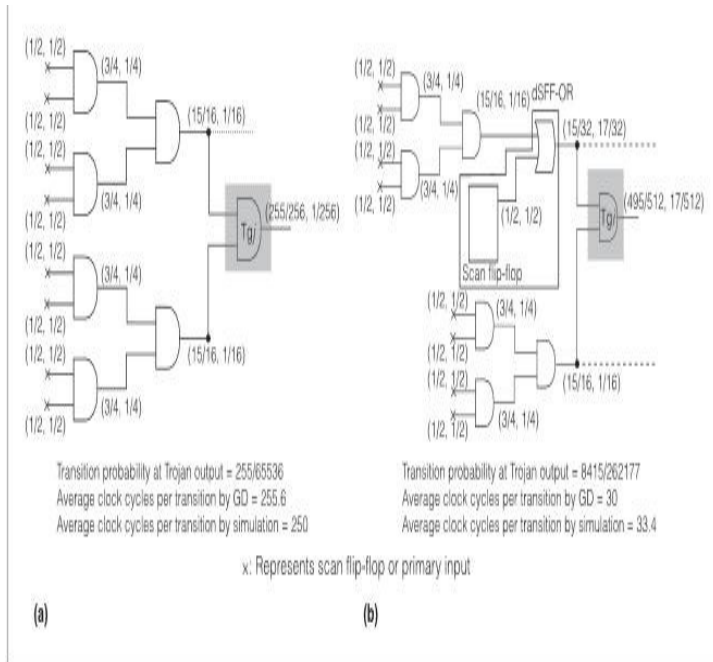 (1/2, 1/2)
(3/4, 1/4)
(1/2, 1/2)
(15/16, 1/16)
(1/2, 1/2)
(3/4, 1/4)
(1/2, 1/2)
Tgj
(255/256, 1/256)
(1/2, 1/2)
(3/4, 1/4)
(1/2, 1/2)
(15/16, 1/16)
(1/2, 1/2)
(3/4, 1/4)
(1/2, 1/2)
Transition probability at Trojan output = 255/65536
Average clock cycles per transition by GD = 255.6
Average clock cycles per transition by simulation = 250
(a)
(1/2, 1/2)
(3/4, 1/4)
(1/2, 1/2)
(15/16, 1/16)
dSFF-OR
(15/32, 17/32)
(1/2, 1/2)
(3/4, 1/4)
(1/2, 1/2)
(1/2, 1/2)
Scan flip-flop
Tgj
(495/512, 17/512)
(1/2, 1/2)
(3/4, 1/4)
(1/2, 1/2)
(15/16, 1/16)
(1/2, 1/2)
(3/4, 1/4)
(1/2, 1/2)
Transition probability at Trojan output = 8415/262177
Average clock cycles per transition by GD = 30
Average clock cycles per transition by simulation = 33.4
(b)
x: Represents scan flip-flop or primary input